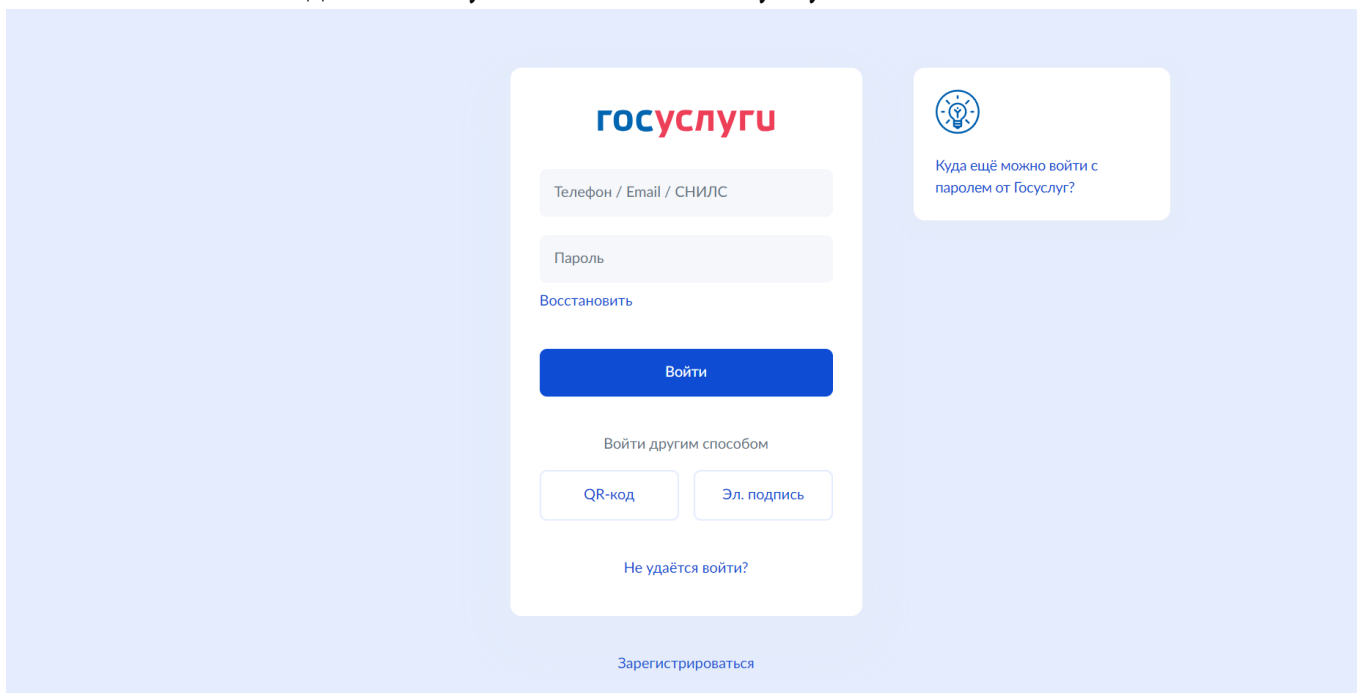 госуслуги
Телефон / Email / СНИЛС
Пароль
Восстановить
Войти
Войти другим способом
QR-код
Эл. подпись
Не удаётся войти?
Зарегистрироваться
Куда ещё можно войти с
паролем от Госуслуг?